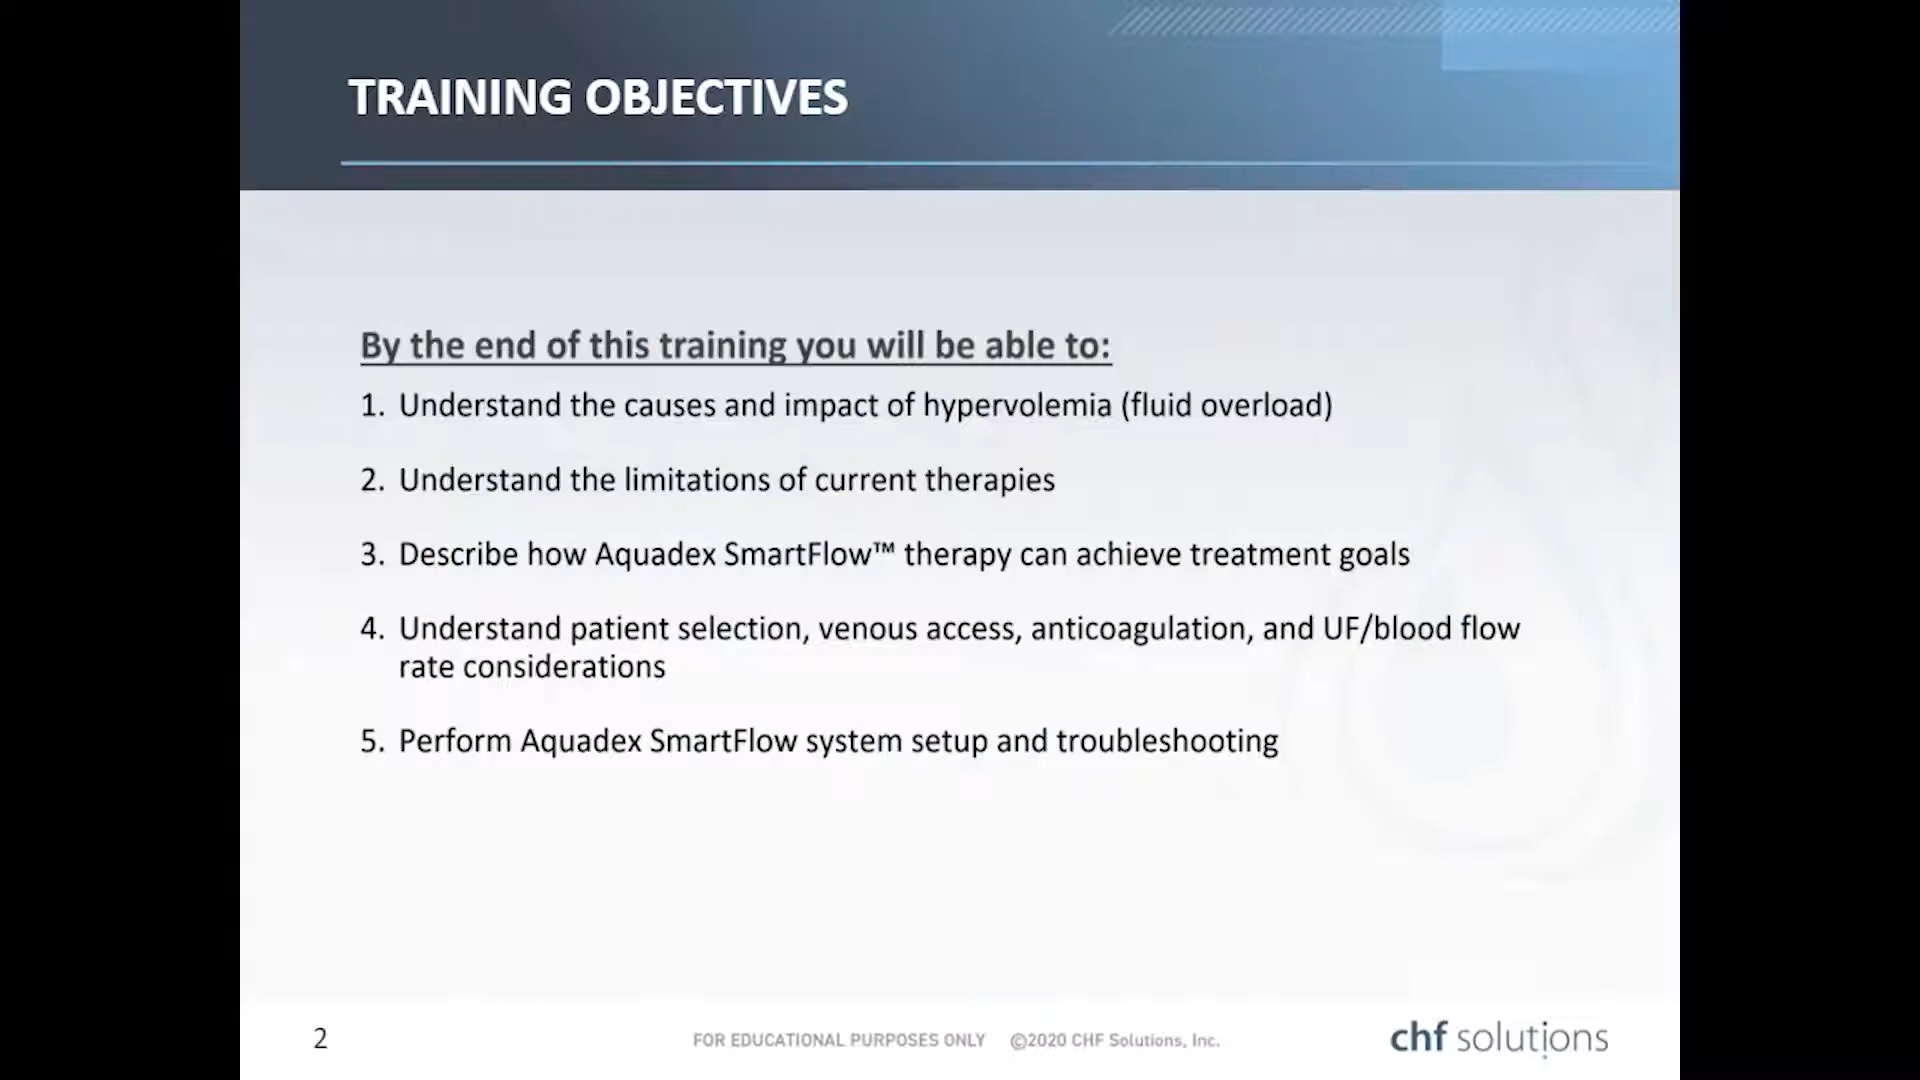 TRAINING OBJECTIVES
By the end of this training you will be able to:
1. Understand the causes and impact of hypervolemia (fluid overload)
2. Understand the limitations of current therapies
3. Describe how Aquadex SmartFlow™ therapy can achieve treatment goals
4. Understand patient selection, venous access, anticoagulation, and UF/blood flow
rate considerations
5. Perform Aquadex SmartFlow system setup and troubleshooting
2
FOR EDUCATIONAL PURPOSES ONLY ©2020 CHF Solutions, Inc.
chf solutions